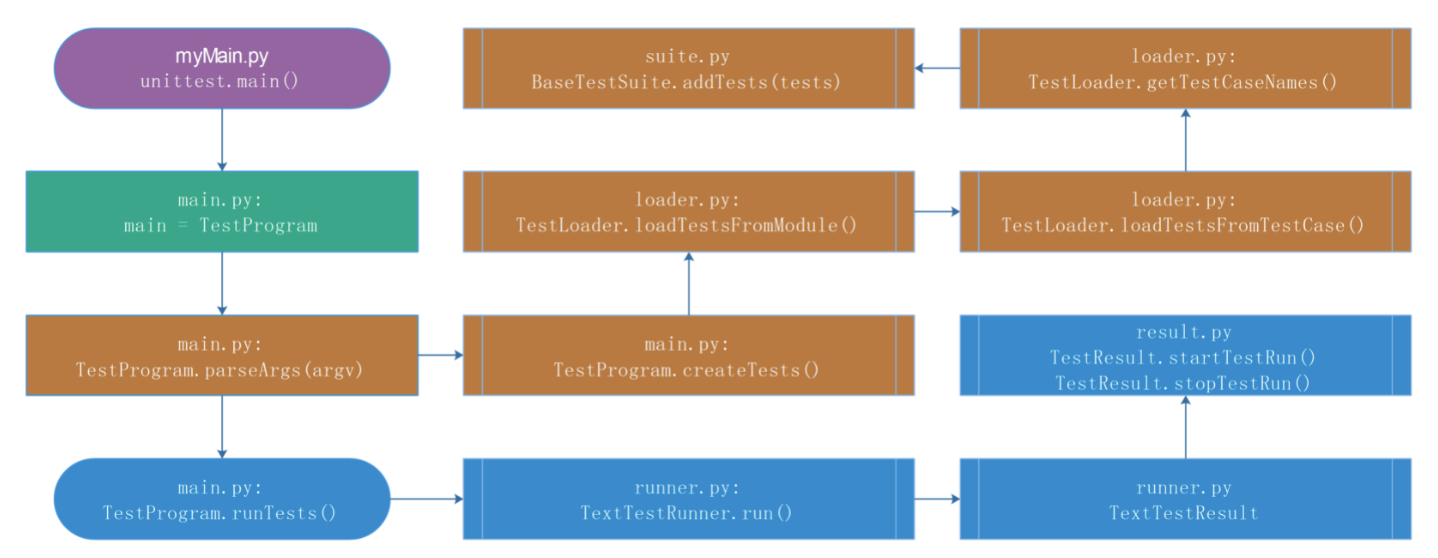 myMain.py
unittest.main()
suite.py
BaseTestSuite.addTests(tests)
loader.py:
TestLoader.getTestCaseNames()
main.py:
main = TestProgram
loader.py:
TestLoader.loadTestsFromModule()
loader.py:
TestLoader.loadTestsFromTestCase()
main.py:
TestProgram.parseArgs(argv)
main.py:
TestProgram.createTests()
result.py
TestResult.startTestRun()
TestResult.stopTestRun()
main.py:
TestProgram.runTests()
runner.py:
TextTestRunner.run()
runner.py
TextTestResult